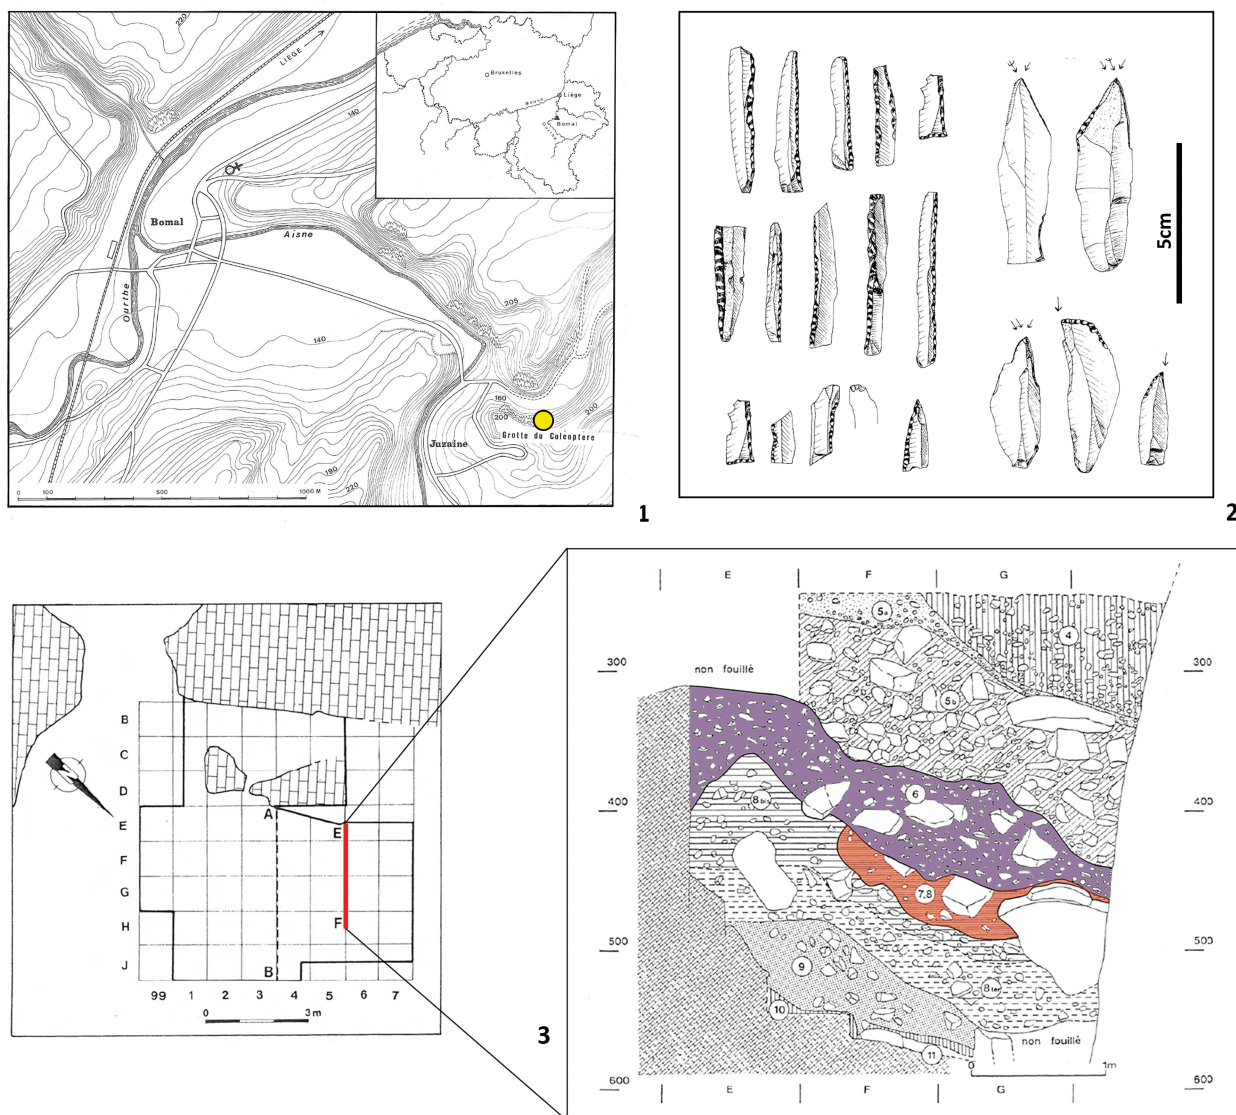 220
LIEGE
140
Bomal
Aisne
Ourthe
205
140
160
200
200
Grotte du Coleoptere
Juzaine
180
220
0 100 500 1000 M
Bruxelles
Meuse
Liège
Bomal
1
5cm
2
B
C
D
E
F
G
H
J
A
E
F
B
99 1 2 3 4 5 6 7
0 3m
3
E F G
300
400
500
600
300
400
500
600
non fouillé
5a
4
5b
6
8bis
7.8
9
8ter
10
11
non fouillé
0 1m
E F G